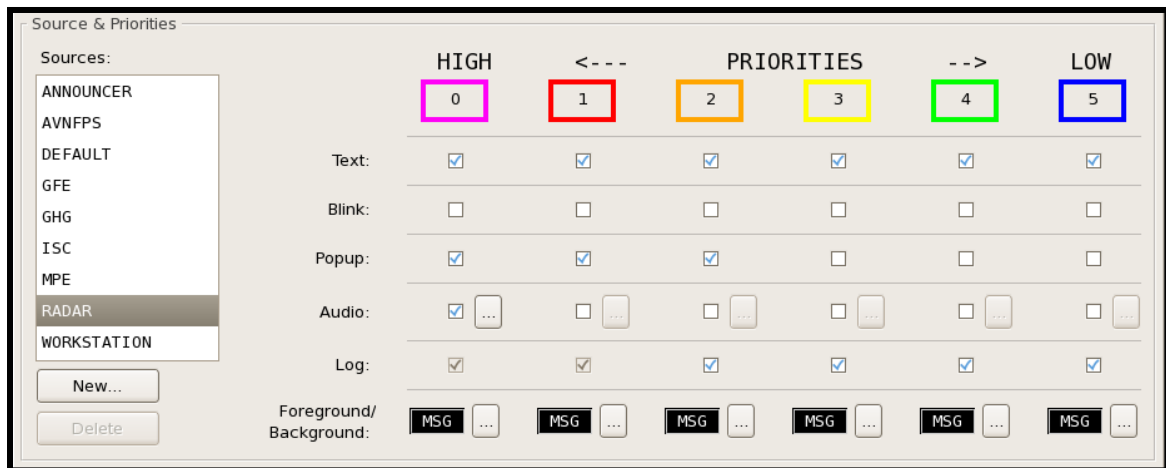 Source & Priorities
Sources:
HIGH <--- PRIORITIES --> LOW
0 1 2 3 4 5
ANNOUNCER
AVNFPS
DEFAULT
GFE
GHG
ISC
MPE
RADAR
WORKSTATION
New...
Delete
Text:
Blink:
Popup:
Audio: ... ... ... ... ... ...
Log:
Foreground/
Background: MSG ... MSG ... MSG ... MSG ... MSG ... MSG ...